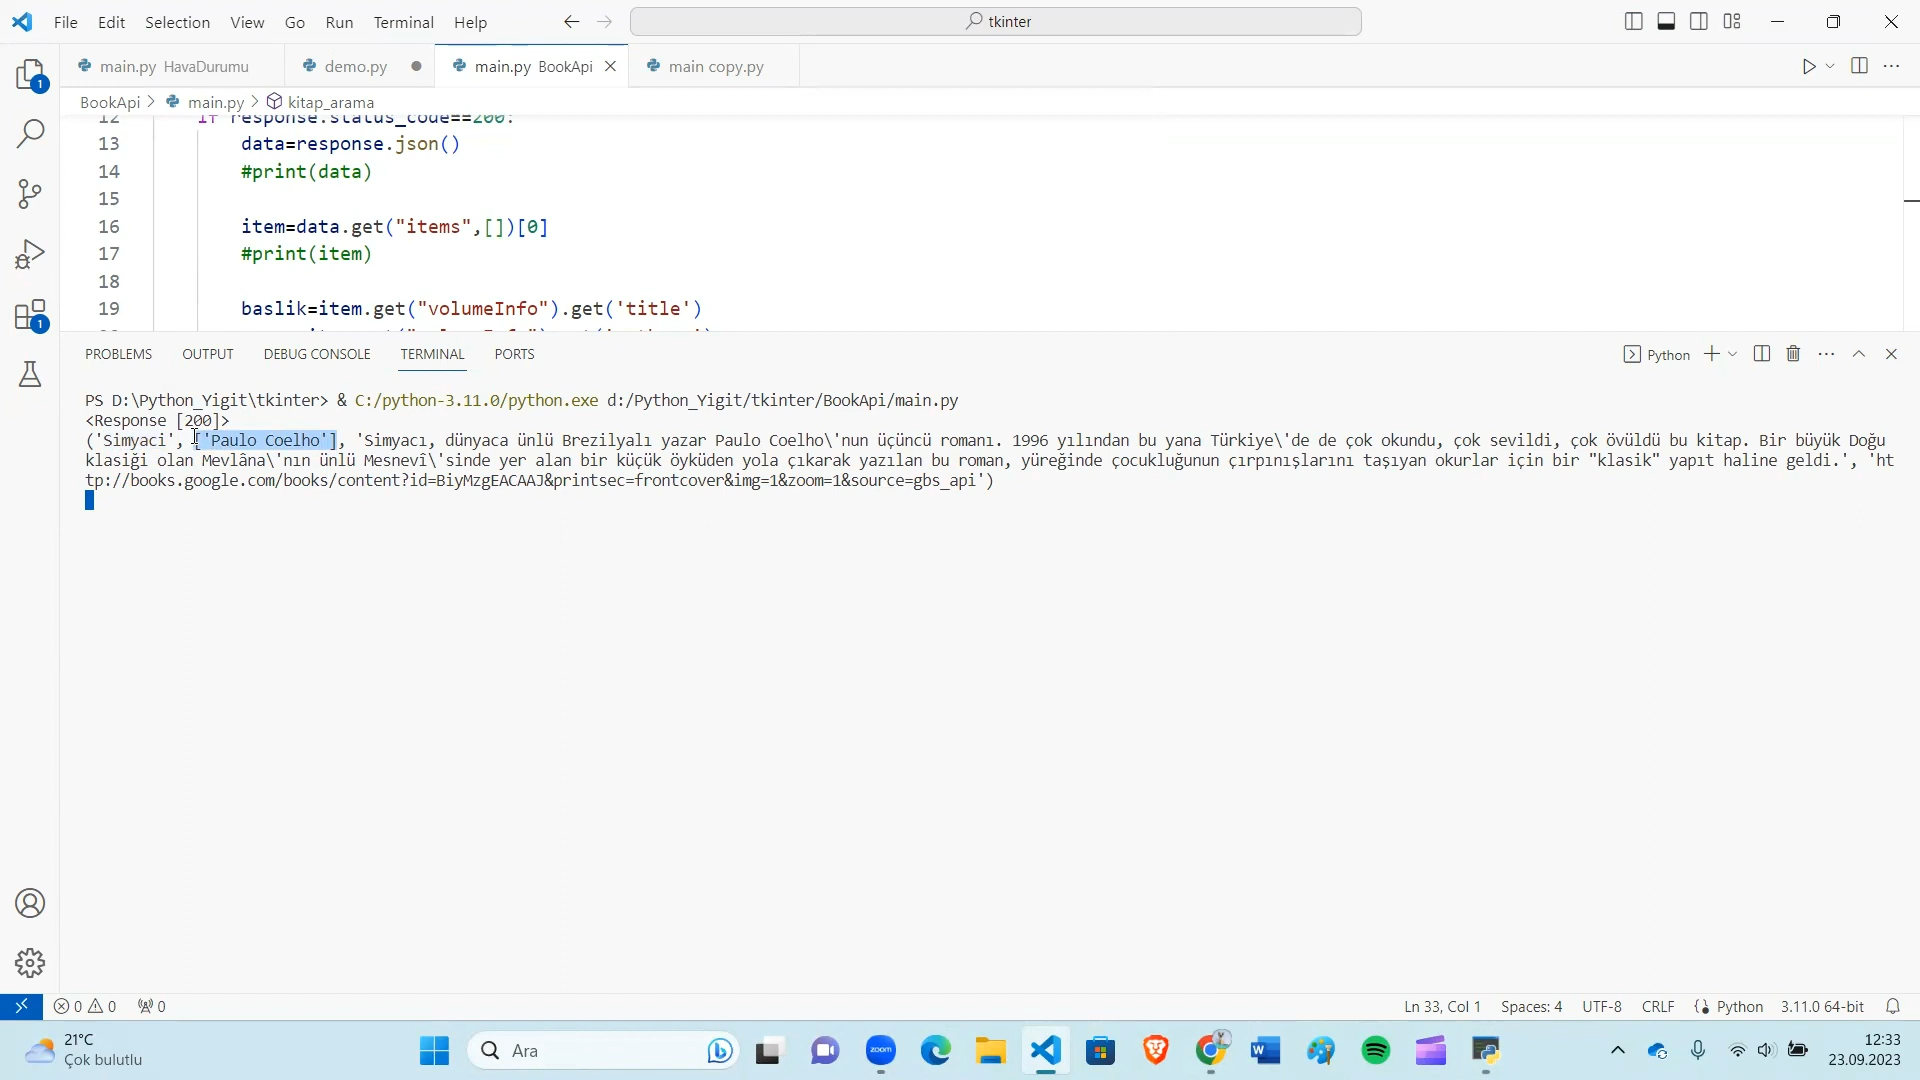 File Edit Selection View Go Run Terminal Help
tkinter
main.py HavaDurumu
demo.py
main.py BookApi
main copy.py
BookApi > main.py > kitap_arama
12 if response.status_code==200:
13 data=response.json()
14 #print(data)
15
16 item=data.get("items",[])[0]
17 #print(item)
18
19 baslik=item.get("volumeInfo").get('title')
PROBLEMS OUTPUT DEBUG CONSOLE TERMINAL PORTS
Python
PS D:\Python_Yigit\tkinter> & C:/python-3.11.0/python.exe d:/Python_Yigit/tkinter/BookApi/main.py
<Response [200]>
('Simyaci', ['Paulo Coelho'], 'Simyacı, dünyaca ünlü Brezilyalı yazar Paulo Coelho\'nun üçüncü romanı. 1996 yılından bu yana Türkiye\'de de çok okundu, çok sevildi, çok övüldü bu kitap. Bir büyük Doğu
klasiği olan Mevlâna\'nın ünlü Mesnevî\'sinde yer alan bir küçük öyküden yola çıkarak yazılan bu roman, yüreğinde çocukluğunun çırpınışlarını taşıyan okurlar için bir "klasik" yapıt haline geldi.', 'ht
tp://books.google.com/books/content?id=BiyMzgEACAAJ&printsec=frontcover&img=1&zoom=1&source=gbs_api')
1
1
0 0 0
Ln 33, Col 1 Spaces: 4 UTF-8 CRLF Python 3.11.0 64-bit
21°C
Çok bulutlu
Ara
zoom
12:33
23.09.2023